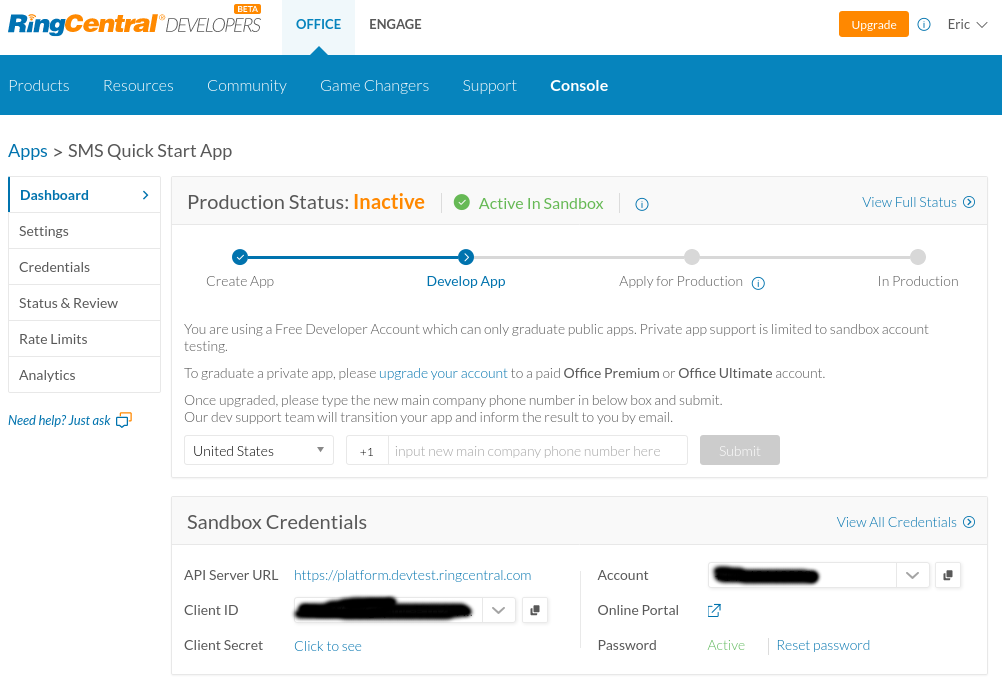 RingCentral® DEVELOPERS BETA
OFFICE
ENGAGE
Upgrade
Eric
Products
Resources
Community
Game Changers
Support
Console
Apps > SMS Quick Start App
Dashboard
Settings
Credentials
Status & Review
Rate Limits
Analytics
Need help? Just ask
Production Status: Inactive
Active In Sandbox
View Full Status
Create App
Develop App
Apply for Production
In Production
You are using a Free Developer Account which can only graduate public apps. Private app support is limited to sandbox account
testing.
To graduate a private app, please upgrade your account to a paid Office Premium or Office Ultimate account.
Once upgraded, please type the new main company phone number in below box and submit.
Our dev support team will transition your app and inform the result to you by email.
United States
+1
input new main company phone number here
Submit
Sandbox Credentials
View All Credentials
API Server URL
https://platform.devtest.ringcentral.com
Client ID
Client Secret
Click to see
Account
Online Portal
Password
Active
Reset password